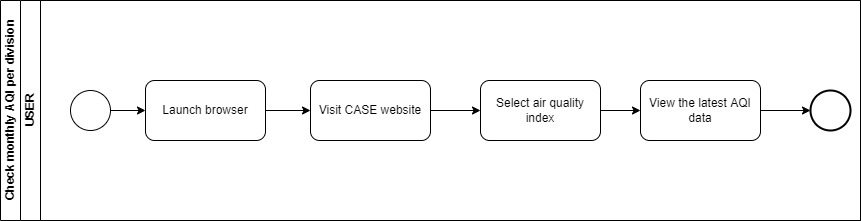 Check monthly AQI per division
USER
Launch browser
Visit CASE website
Select air quality
index
View the latest AQI
data